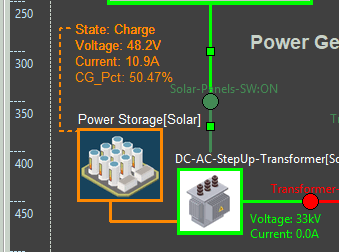 250
State: Charge
Voltage: 48.2V
Current: 10.9A
CG_Pct: 50.47%
Power Ge
300
Solar-Panels-SW:ON
350
Power Storage[Solar]
400
DC-AC-StepUp-Transformer[So
Transformer-
450
Voltage: 33kV
Current: 0.0A